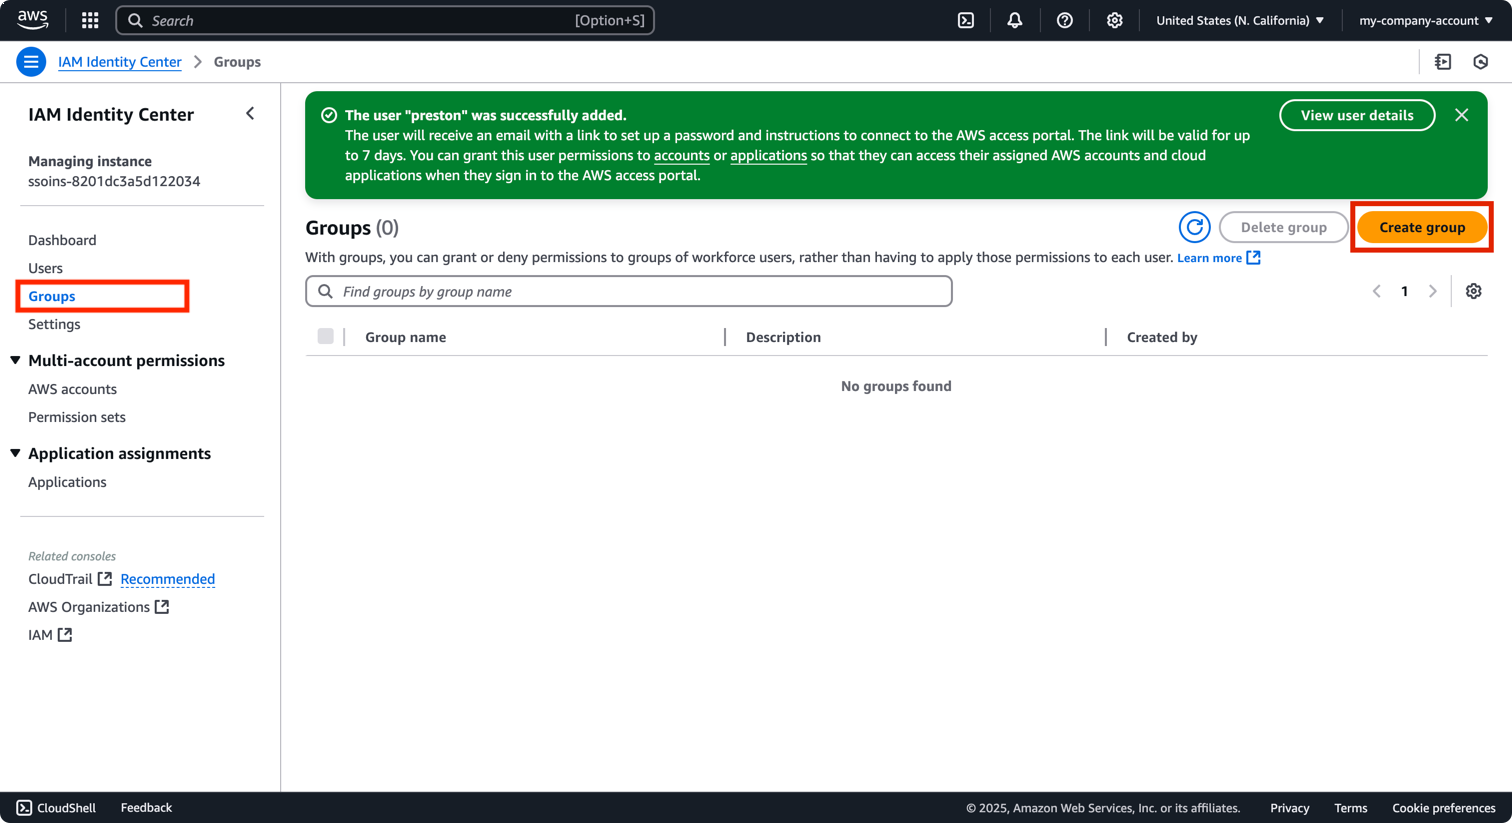 aws
Search [Option+S]
United States (N. California)
my-company-account
IAM Identity Center
Groups
IAM Identity Center
Managing instance
ssoins-8201dc3a5d122034
Dashboard
Users
Groups
Settings
Multi-account permissions
AWS accounts
Permission sets
Application assignments
Applications
Related consoles
CloudTrail Recommended
AWS Organizations
IAM
The user "preston" was successfully added.
The user will receive an email with a link to set up a password and instructions to connect to the AWS access portal. The link will be valid for up
to 7 days. You can grant this user permissions to accounts or applications so that they can access their assigned AWS accounts and cloud
applications when they sign in to the AWS access portal.
View user details
Groups (0)
Delete group
Create group
With groups, you can grant or deny permissions to groups of workforce users, rather than having to apply those permissions to each user. Learn more
Find groups by group name
1
Group name Description Created by
No groups found
CloudShell Feedback
© 2025, Amazon Web Services, Inc. or its affiliates. Privacy Terms Cookie preferences